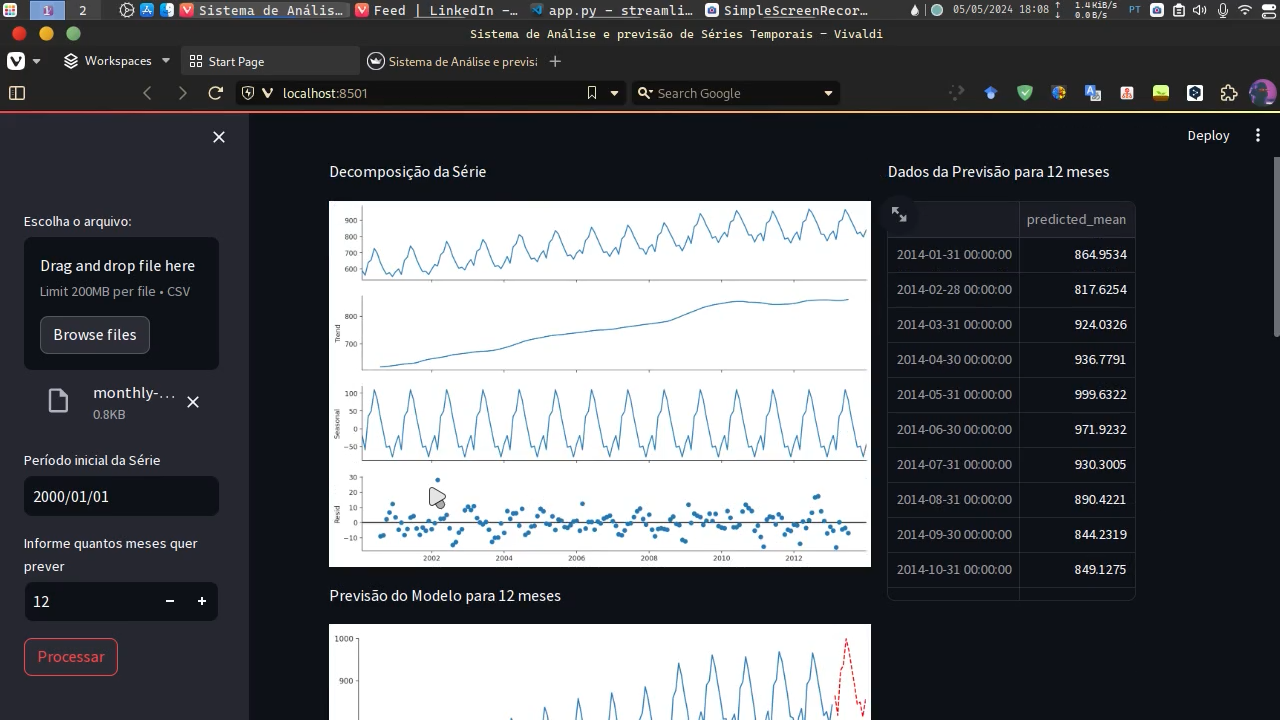 1
2
Sistema de Anális...
Feed | LinkedIn –...
app.py – streamli...
SimpleScreenRecor...
05/05/2024 18:08
1.4 KiB/s
0.0 B/s
PT
Sistema de Análise e previsão de Séries Temporais – Vivaldi
Workspaces
Start Page
Sistema de Análise e previsã
localhost:8501
Search Google
Deploy
Escolha o arquivo:
Drag and drop file here
Limit 200MB per file • CSV
Browse files
monthly-...
0.8KB
Período inicial da Série
2000/01/01
Informe quantos meses quer
prever
12
Processar
Decomposição da Série
900
800
700
600
Trend
800
700
Seasonal
100
50
0
−50
Resid
30
20
10
0
−10
2002 2004 2006 2008 2010 2012
Previsão do Modelo para 12 meses
1000
900
Dados da Previsão para 12 meses
predicted_mean
2014-01-31 00:00:00 864.9534
2014-02-28 00:00:00 817.6254
2014-03-31 00:00:00 924.0326
2014-04-30 00:00:00 936.7791
2014-05-31 00:00:00 999.6322
2014-06-30 00:00:00 971.9232
2014-07-31 00:00:00 930.3005
2014-08-31 00:00:00 890.4221
2014-09-30 00:00:00 844.2319
2014-10-31 00:00:00 849.1275